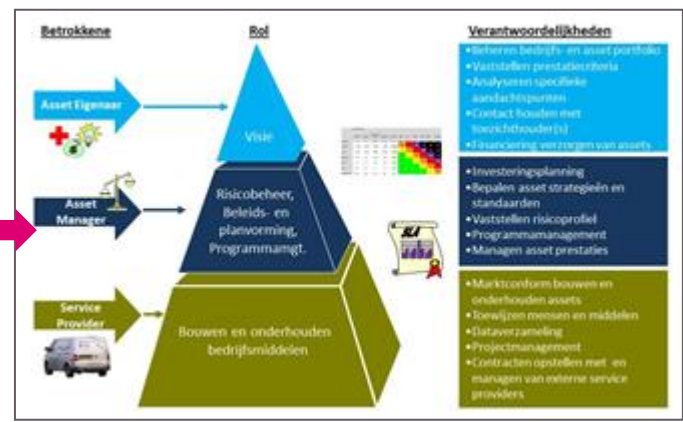 Betrokkene
Rol
Verantwoordelijkheden
Asset Eigenaar
Visie
•Beheren bedrijfs- en asset portfolio
•Vaststellen prestatiecriteria
•Analyseren specifieke
aandachtspunten
•Contact houden met
toezichthouder(s)
•Financiering verzorgen van assets
Asset
Manager
Risicobeheer,
Beleids- en
planvorming,
Programmamgt.
SLA
•Investeringsplanning
•Bepalen asset strategieën en
standaarden
•Vaststellen risicoprofiel
•Programmamanagement
•Managen asset prestaties
Service
Provider
Bouwen en onderhouden
bedrijfsmiddelen
•Marktconform bouwen en
onderhouden assets
•Toewijzen mensen en middelen
•Dataverzameling
•Projectmanagement
•Contracten opstellen met en
managen van externe service
providers